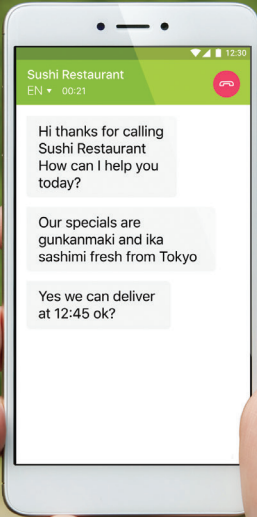 12:30
Sushi Restaurant
EN 00:21
Hi thanks for calling
Sushi Restaurant
How can I help you
today?
Our specials are
gunkanmaki and ika
sashimi fresh from Tokyo
Yes we can deliver
at 12:45 ok?